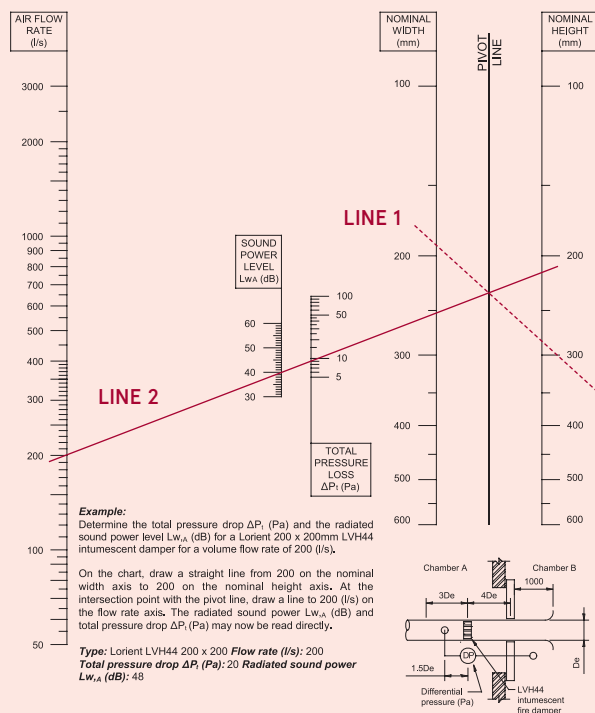 AIR FLOW
RATE
(l/s)
3000
2000
1000
900
800
700
600
500
400
300
200
100
50
SOUND
POWER
LEVEL
LWA (dB)
60
50
40
30
100
50
10
5
TOTAL
PRESSURE
LOSS
ΔPt (Pa)
NOMINAL
WIDTH
(mm)
100
200
300
400
500
600
PIVOT
LINE
NOMINAL
HEIGHT
(mm)
100
200
300
400
500
600
LINE 1
LINE 2
Example:
Determine the total pressure drop ΔPt (Pa) and the radiated
sound power level Lw,A (dB) for a Lorient 200 x 200mm LVH44
intumescent damper for a volume flow rate of 200 (l/s).
On the chart, draw a straight line from 200 on the nominal
width axis to 200 on the nominal height axis. At the
intersection point with the pivot line, draw a line to 200 (l/s) on
the flow rate axis. The radiated sound power Lw,A (dB) and
total pressure drop ΔPt (Pa) may now be read directly.
Type: Lorient LVH44 200 x 200 Flow rate (l/s): 200
Total pressure drop ΔPt (Pa): 20 Radiated sound power
Lw,A (dB): 48
Chamber A
Chamber B
1000
3De
4De
De
1.5De
DP
Differential
pressure (Pa)
LVH44
intumescent
fire damper